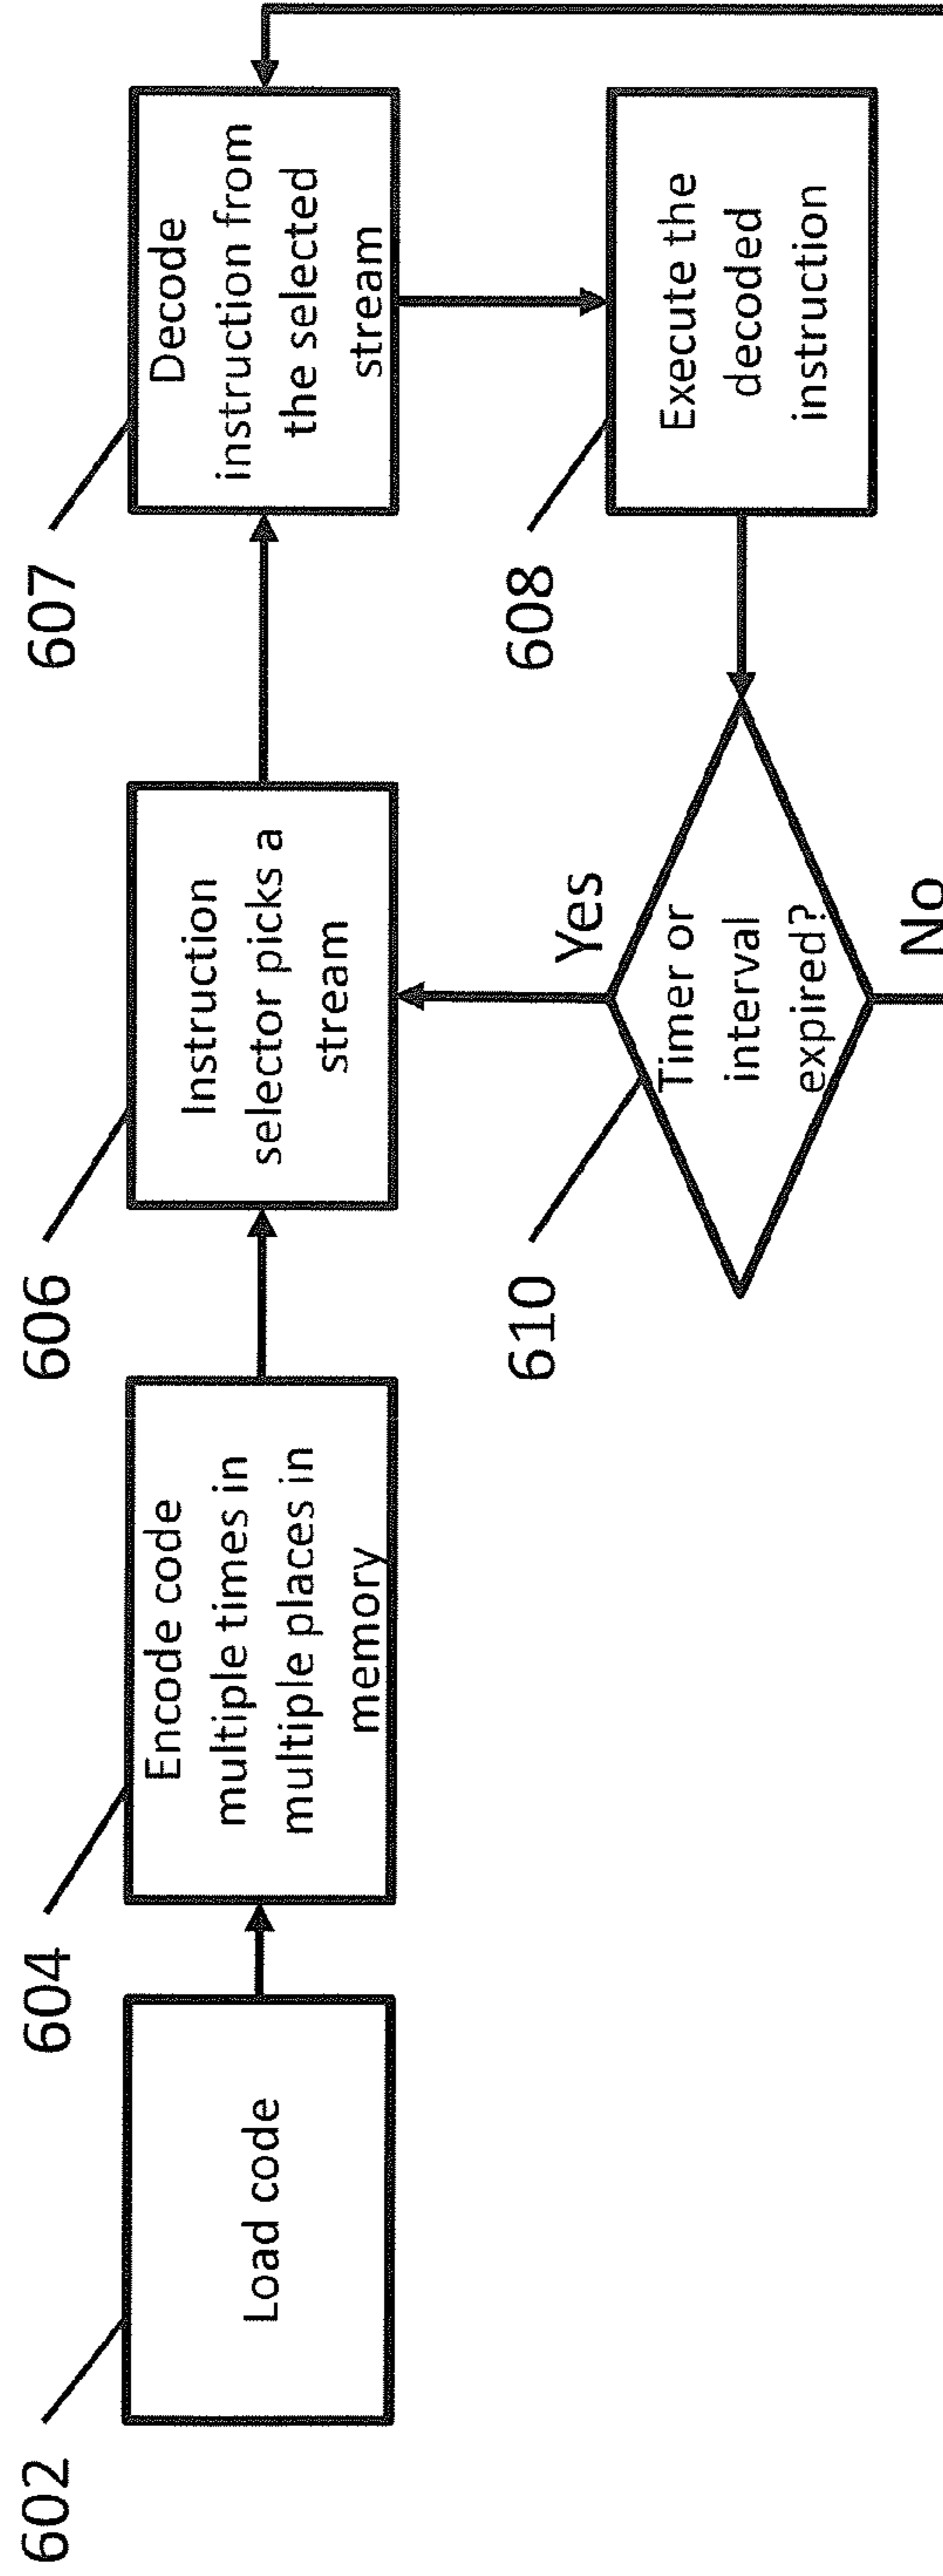 602
Load code
604
Encode code
multiple times in
multiple places in
memory
606
Instruction
selector picks a
stream
607
Decode
instruction from
the selected
stream
608
Execute the
decoded
instruction
610
Timer or
interval
expired?
Yes
No